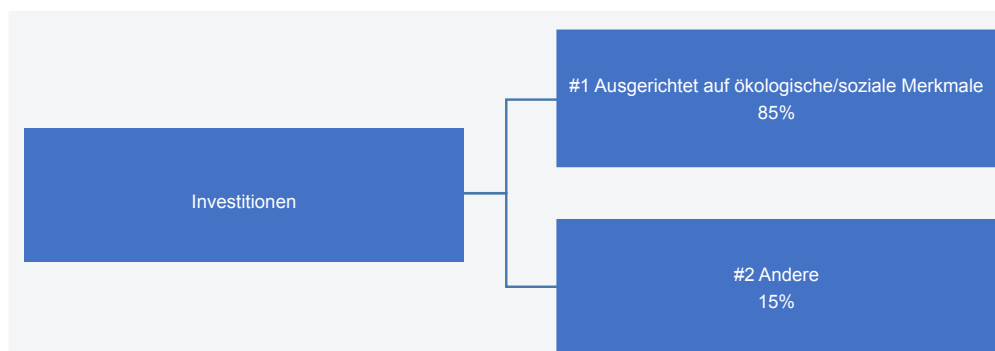 Investitionen
#1 Ausgerichtet auf ökologische/soziale Merkmale
85%
#2 Andere
15%